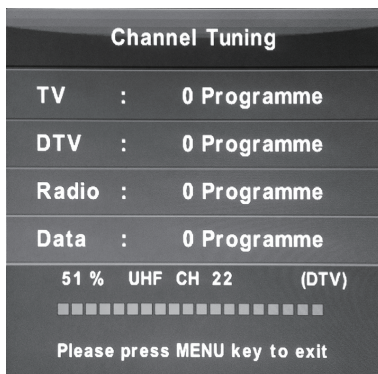 Channel Tuning
TV : 0 Programme
DTV : 0 Programme
Radio : 0 Programme
Data : 0 Programme
51 % UHF CH 22 (DTV)
Please press MENU key to exit